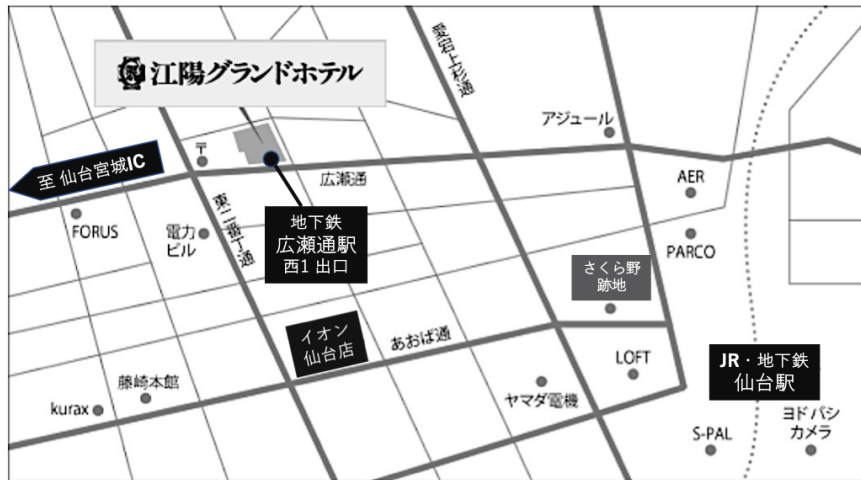 江陽グランドホテル
愛宕上杉通
アジュール
〒
至 仙台宮城IC
広瀬通
AER
FORUS
電力
ビル
東二番丁通
地下鉄
広瀬通駅
西1 出口
PARCO
さくら野
跡地
イオン
仙台店
あおば通
LOFT
JR・地下鉄
仙台駅
藤崎本館
kurax
ヤマダ電機
S-PAL
ヨドバシ
カメラ